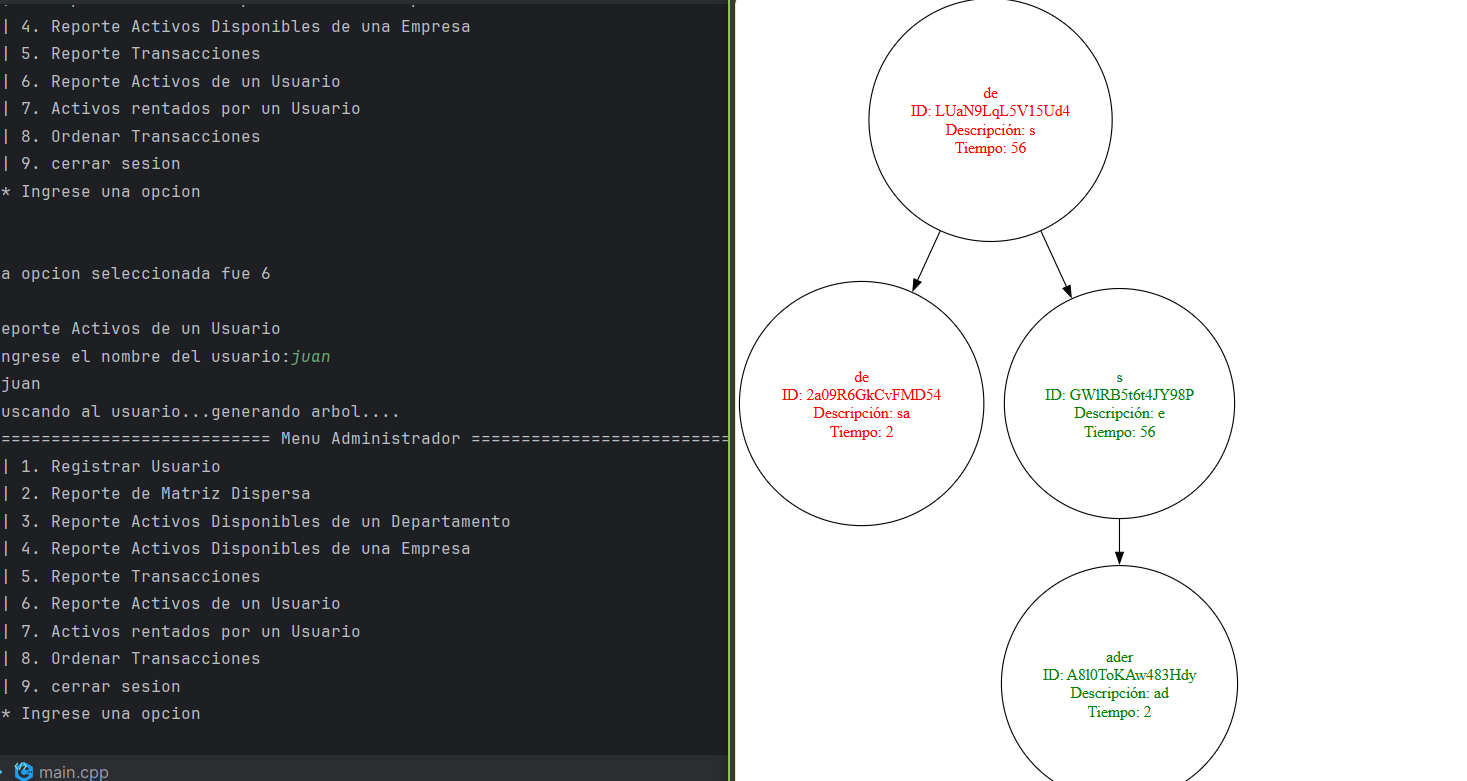 | 4. Reporte Activos Disponibles de una Empresa
| 5. Reporte Transacciones
| 6. Reporte Activos de un Usuario
| 7. Activos rentados por un Usuario
| 8. Ordenar Transacciones
| 9. cerrar sesion
* Ingrese una opcion
a opcion seleccionada fue 6
eporte Activos de un Usuario
ngrese el nombre del usuario:juan
juan
uscando al usuario...generando arbol....
=========================== Menu Administrador ==========================
| 1. Registrar Usuario
| 2. Reporte de Matriz Dispersa
| 3. Reporte Activos Disponibles de un Departamento
| 4. Reporte Activos Disponibles de una Empresa
| 5. Reporte Transacciones
| 6. Reporte Activos de un Usuario
| 7. Activos rentados por un Usuario
| 8. Ordenar Transacciones
| 9. cerrar sesion
* Ingrese una opcion
main.cpp
de
ID: LUaN9LqL5V15Ud4
Descripción: s
Tiempo: 56
de
ID: 2a09R6GkCvFMD54
Descripción: sa
Tiempo: 2
s
ID: GWlRB5t6t4JY98P
Descripción: e
Tiempo: 56
ader
ID: A8l0ToKAw483Hdy
Descripción: ad
Tiempo: 2